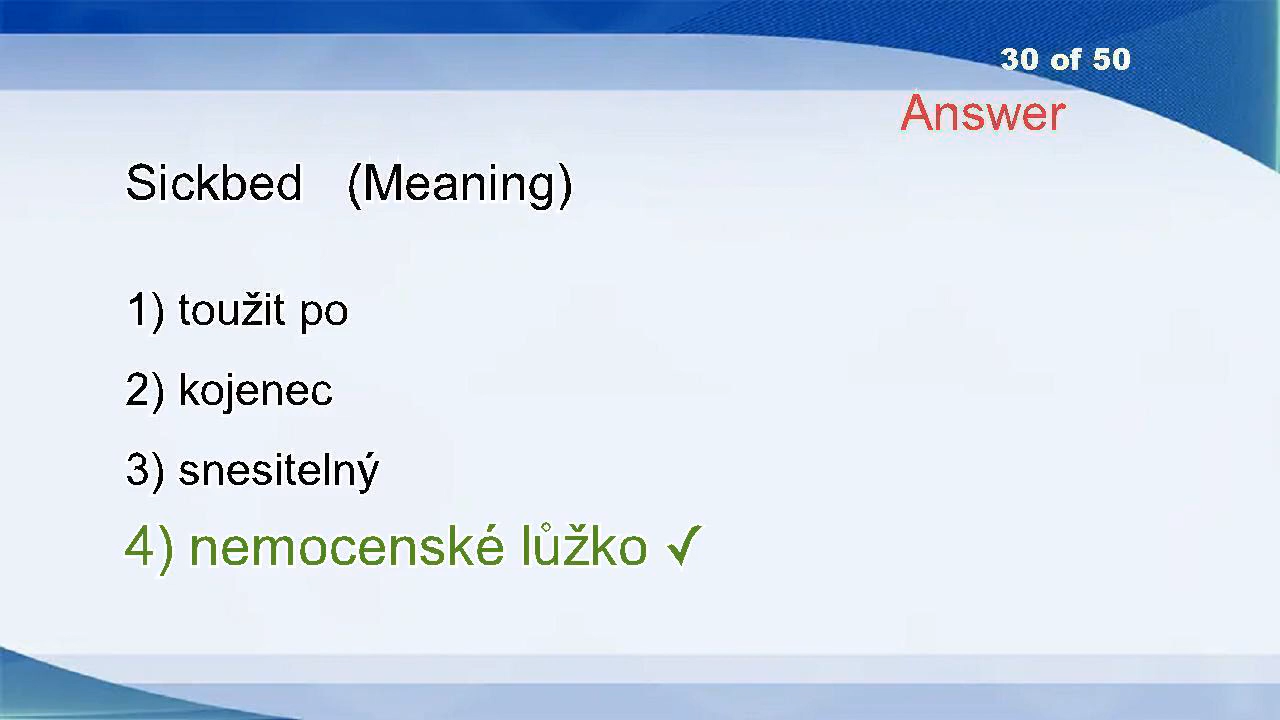 30 of 50
Answer
Sickbed (Meaning)
1) toužit po
2) kojenec
3) snesitelný
4) nemocenské lůžko ✓